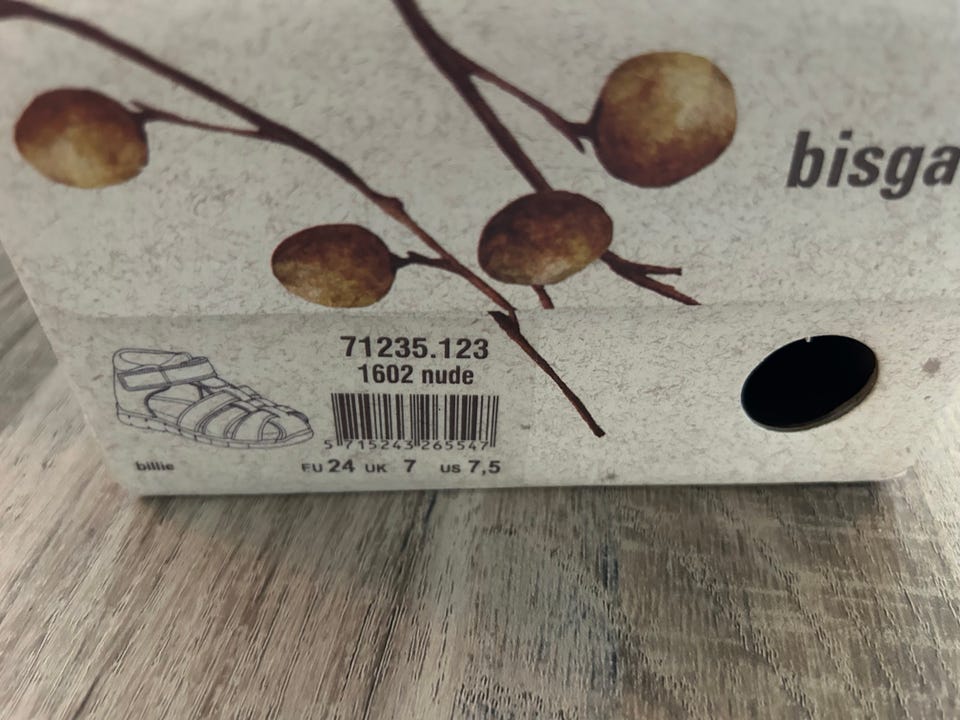 bisga
71235.123
1602 nude
5 715243 265547
billie
EU 24 UK 7 US 7,5